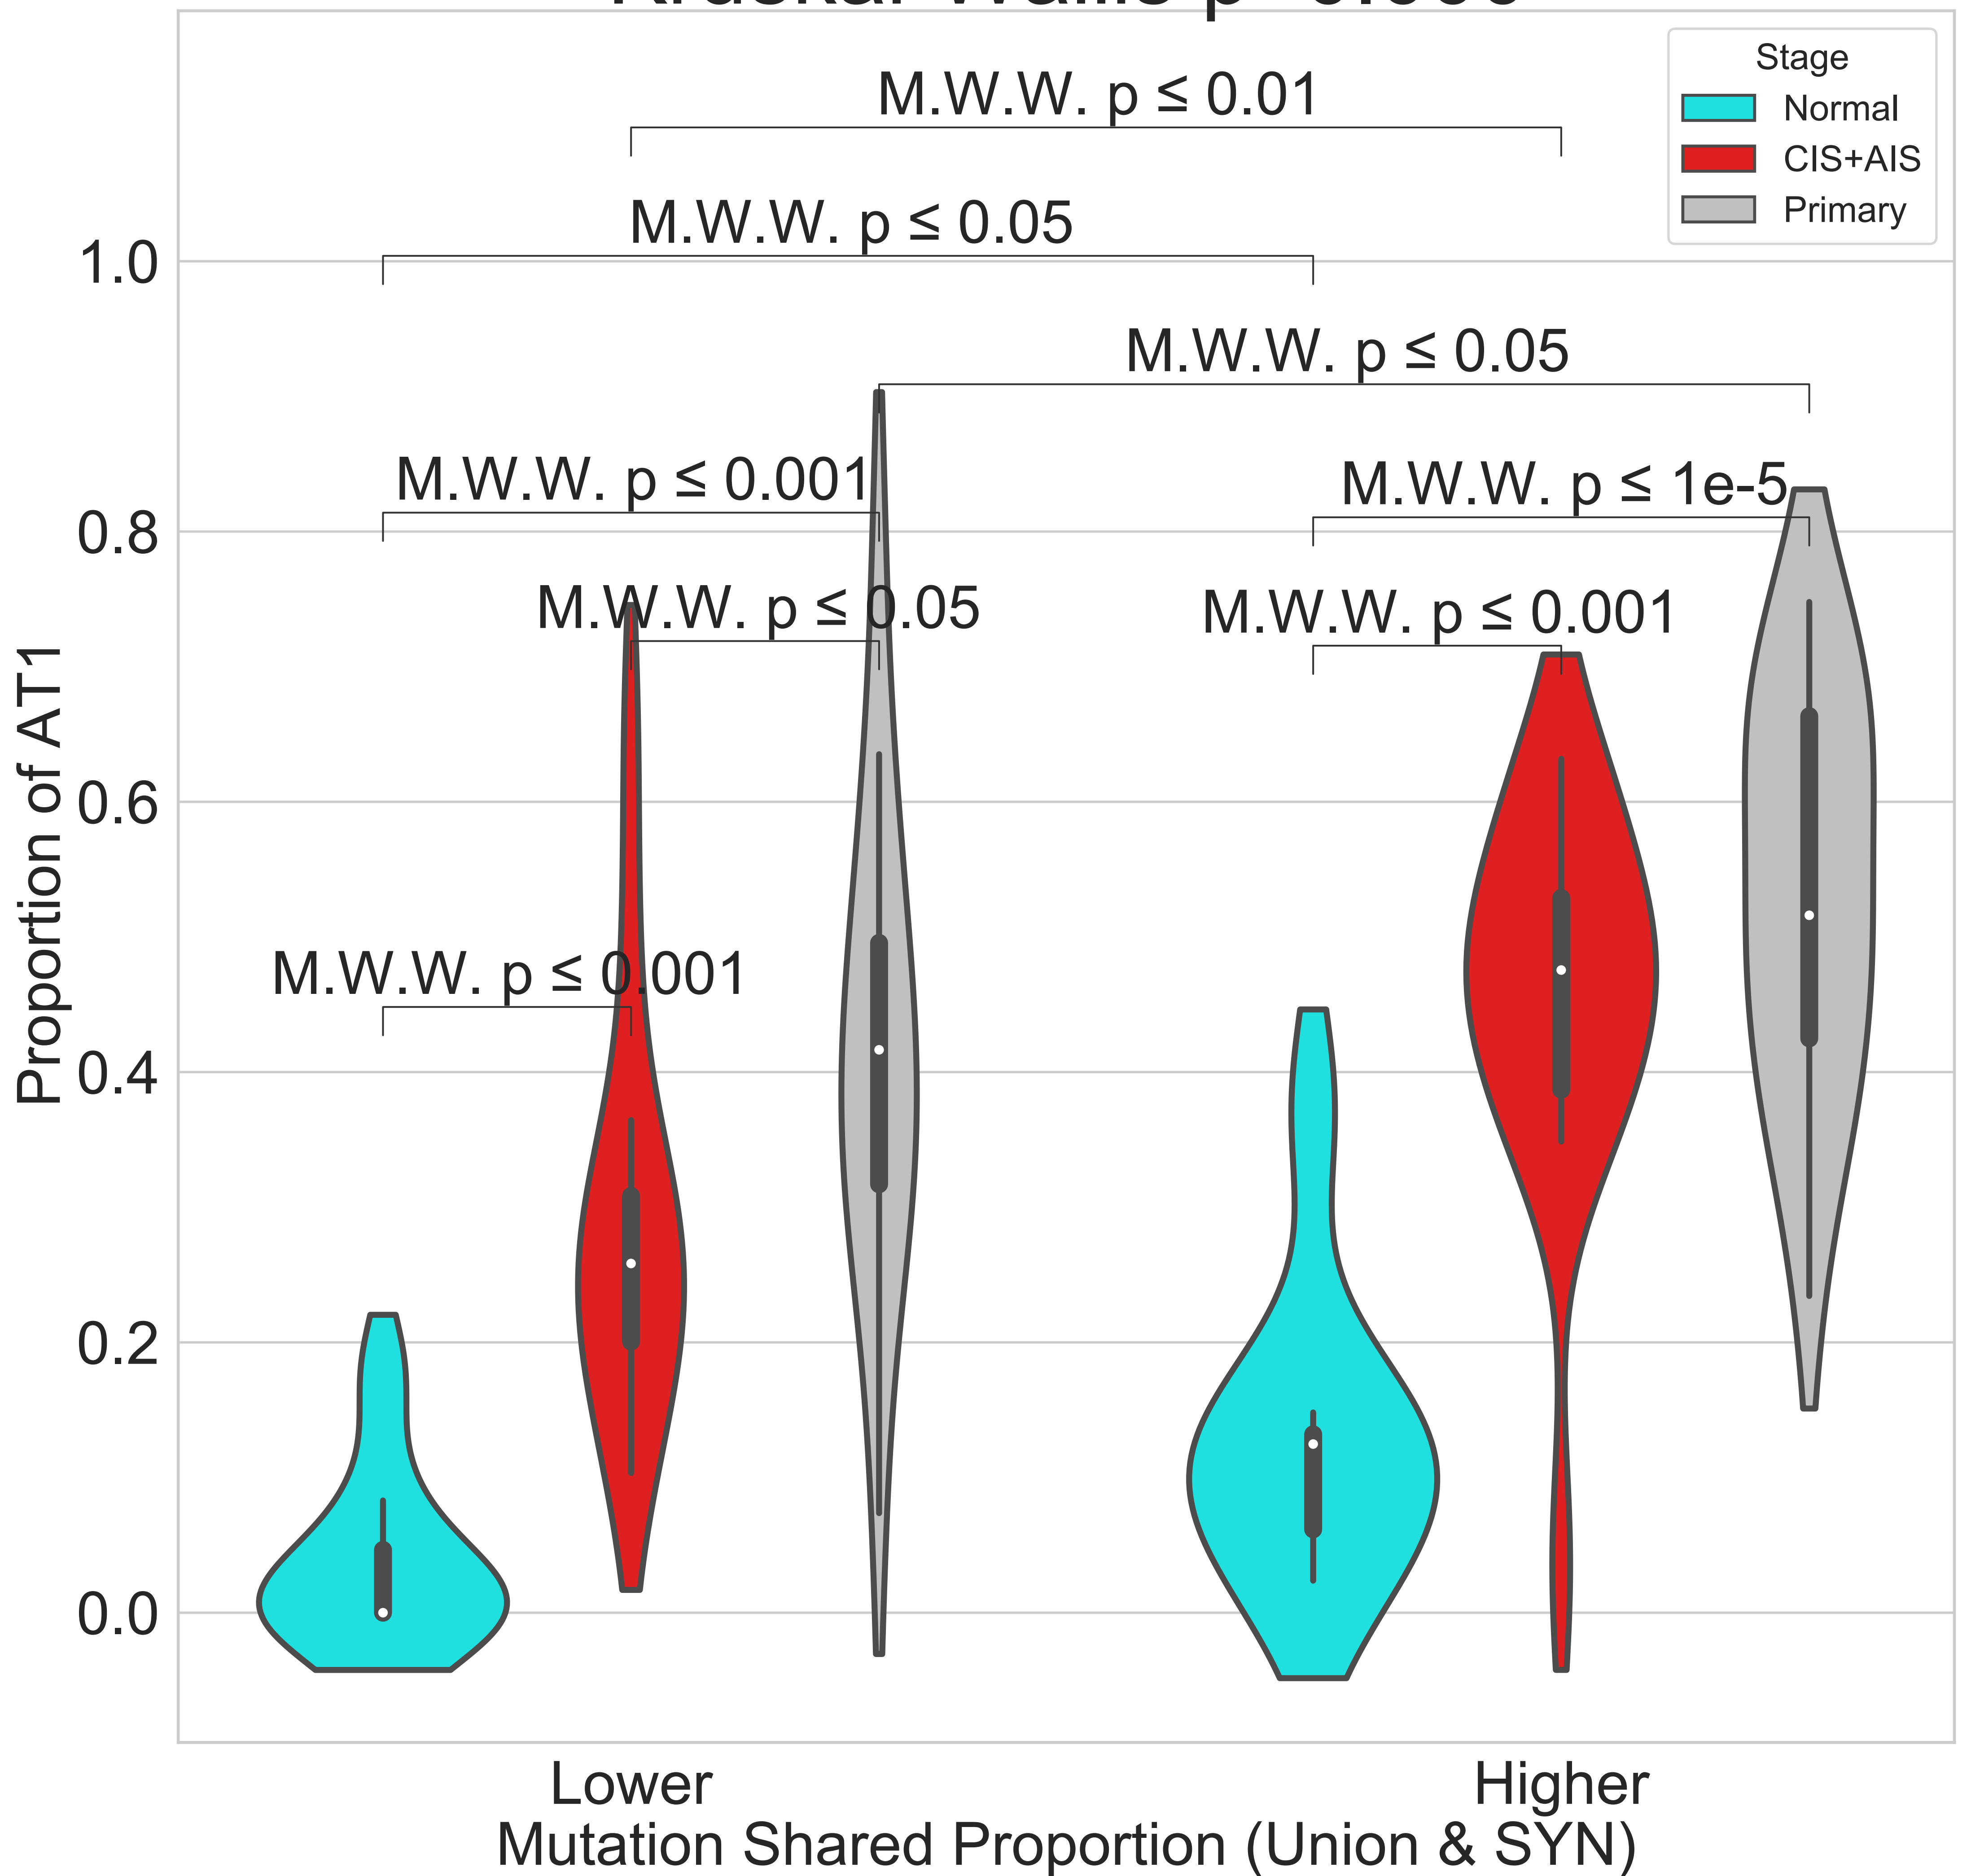 Stage
Normal
CIS+AIS
Primary
M.W.W. p ≤ 0.01
M.W.W. p ≤ 0.05
M.W.W. p ≤ 0.05
M.W.W. p ≤ 0.001
M.W.W. p ≤ 1e-5
M.W.W. p ≤ 0.05
M.W.W. p ≤ 0.001
M.W.W. p ≤ 0.001
1.0
0.8
0.6
0.4
0.2
0.0
Proportion of AT1
Lower
Higher
Mutation Shared Proportion (Union & SYN)